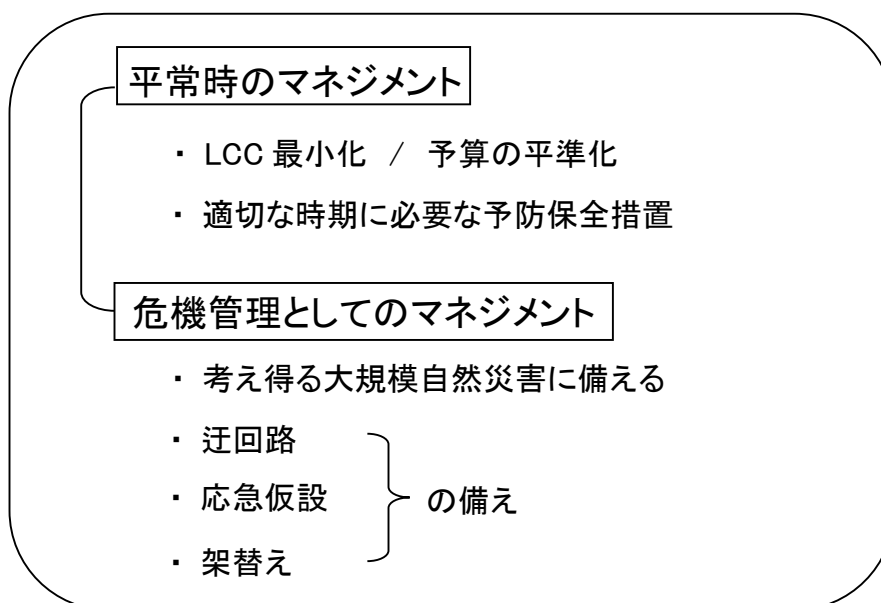 平常時のマネジメント
・ LCC 最小化 / 予算の平準化
・ 適切な時期に必要な予防保全措置
危機管理としてのマネジメント
・ 考え得る大規模自然災害に備える
・ 迂回路
・ 応急仮設 の備え
・ 架替え